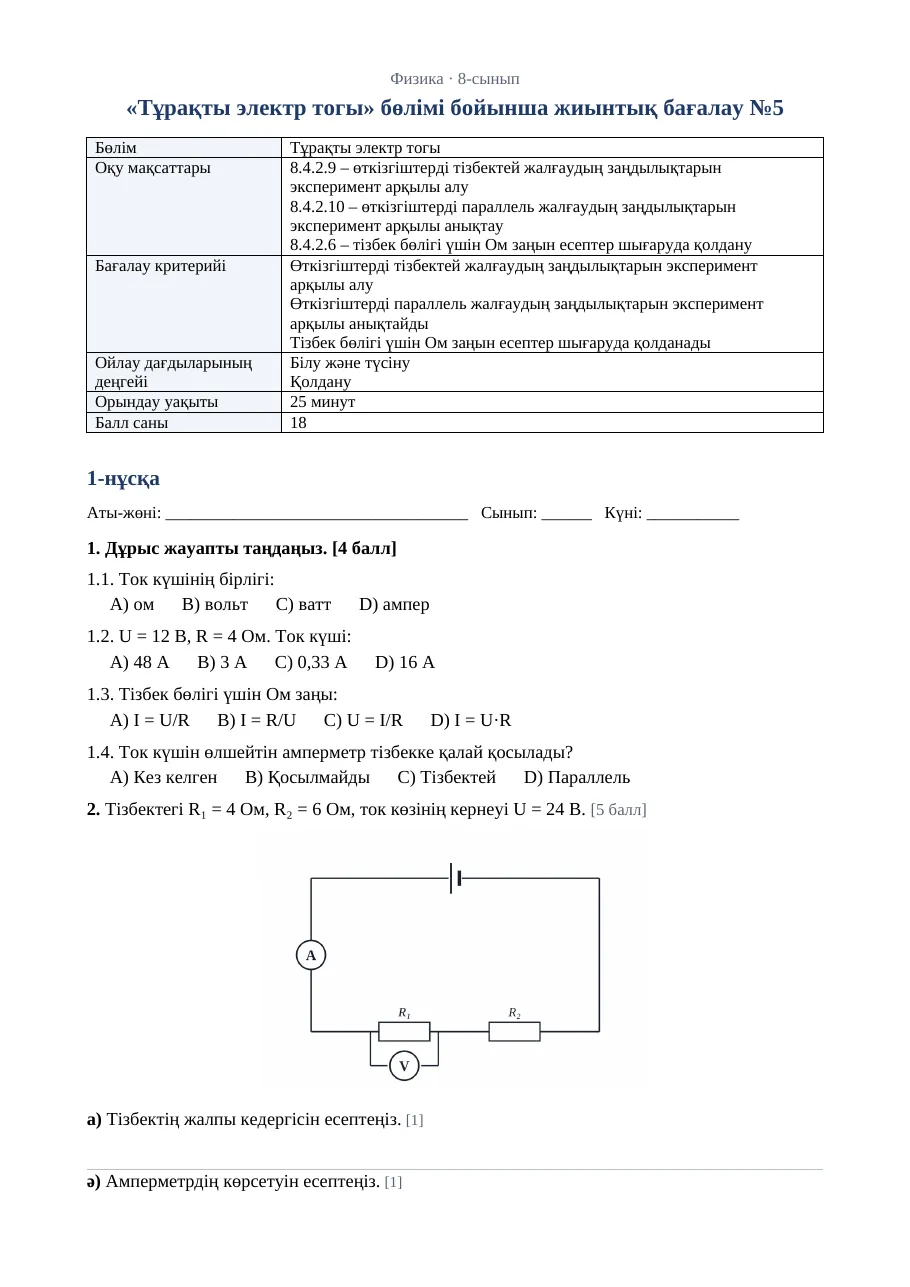 Физика · 8-сынып
«Тұрақты электр тогы» бөлімі бойынша жиынтық бағалау №5
Бөлім
Тұрақты электр тогы
Оқу мақсаттары
8.4.2.9 – өткізгіштерді тізбектей жалғаудың заңдылықтарын
эксперимент арқылы алу
8.4.2.10 – өткізгіштерді параллель жалғаудың заңдылықтарын
эксперимент арқылы анықтау
8.4.2.6 – тізбек бөлігі үшін Ом заңын есептер шығаруда қолдану
Бағалау критерийі
Өткізгіштерді тізбектей жалғаудың заңдылықтарын эксперимент
арқылы алу
Өткізгіштерді параллель жалғаудың заңдылықтарын эксперимент
арқылы анықтайды
Тізбек бөлігі үшін Ом заңын есептер шығаруда қолданады
Ойлау дағдыларының
деңгейі
Білу және түсіну
Қолдану
Орындау уақыты
25 минут
Балл саны
18
1-нұсқа
Аты-жөні: ____________________________________ Сынып: ______ Күні: ___________
1. Дұрыс жауапты таңдаңыз. [4 балл]
1.1. Ток күшінің бірлігі:
A) ом B) вольт C) ватт D) ампер
1.2. U = 12 В, R = 4 Ом. Ток күші:
A) 48 А B) 3 А C) 0,33 А D) 16 А
1.3. Тізбек бөлігі үшін Ом заңы:
A) I = U/R B) I = R/U C) U = I/R D) I = U·R
1.4. Ток күшін өлшейтін амперметр тізбекке қалай қосылады?
A) Кез келген B) Қосылмайды C) Тізбектей D) Параллель
2. Тізбектегі R₁ = 4 Ом, R₂ = 6 Ом, ток көзінің кернеуі U = 24 В. [5 балл]
A
R₁ R₂
V
а) Тізбектің жалпы кедергісін есептеңіз. [1]
ә) Амперметрдің көрсетуін есептеңіз. [1]